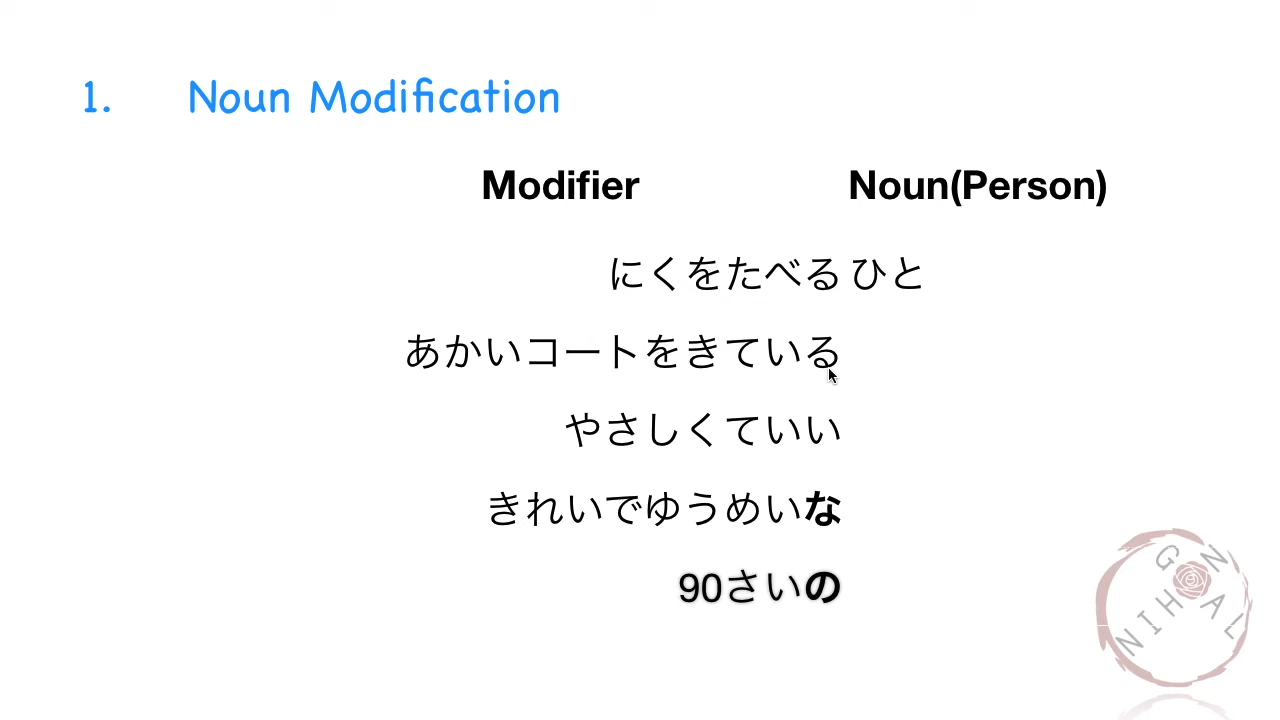 1. Noun Modification
Modifier Noun(Person)
にくをたべる ひと
あかいコートをきている
やさしくていい
きれいでゆうめいな
90さいの
NIHONGAL